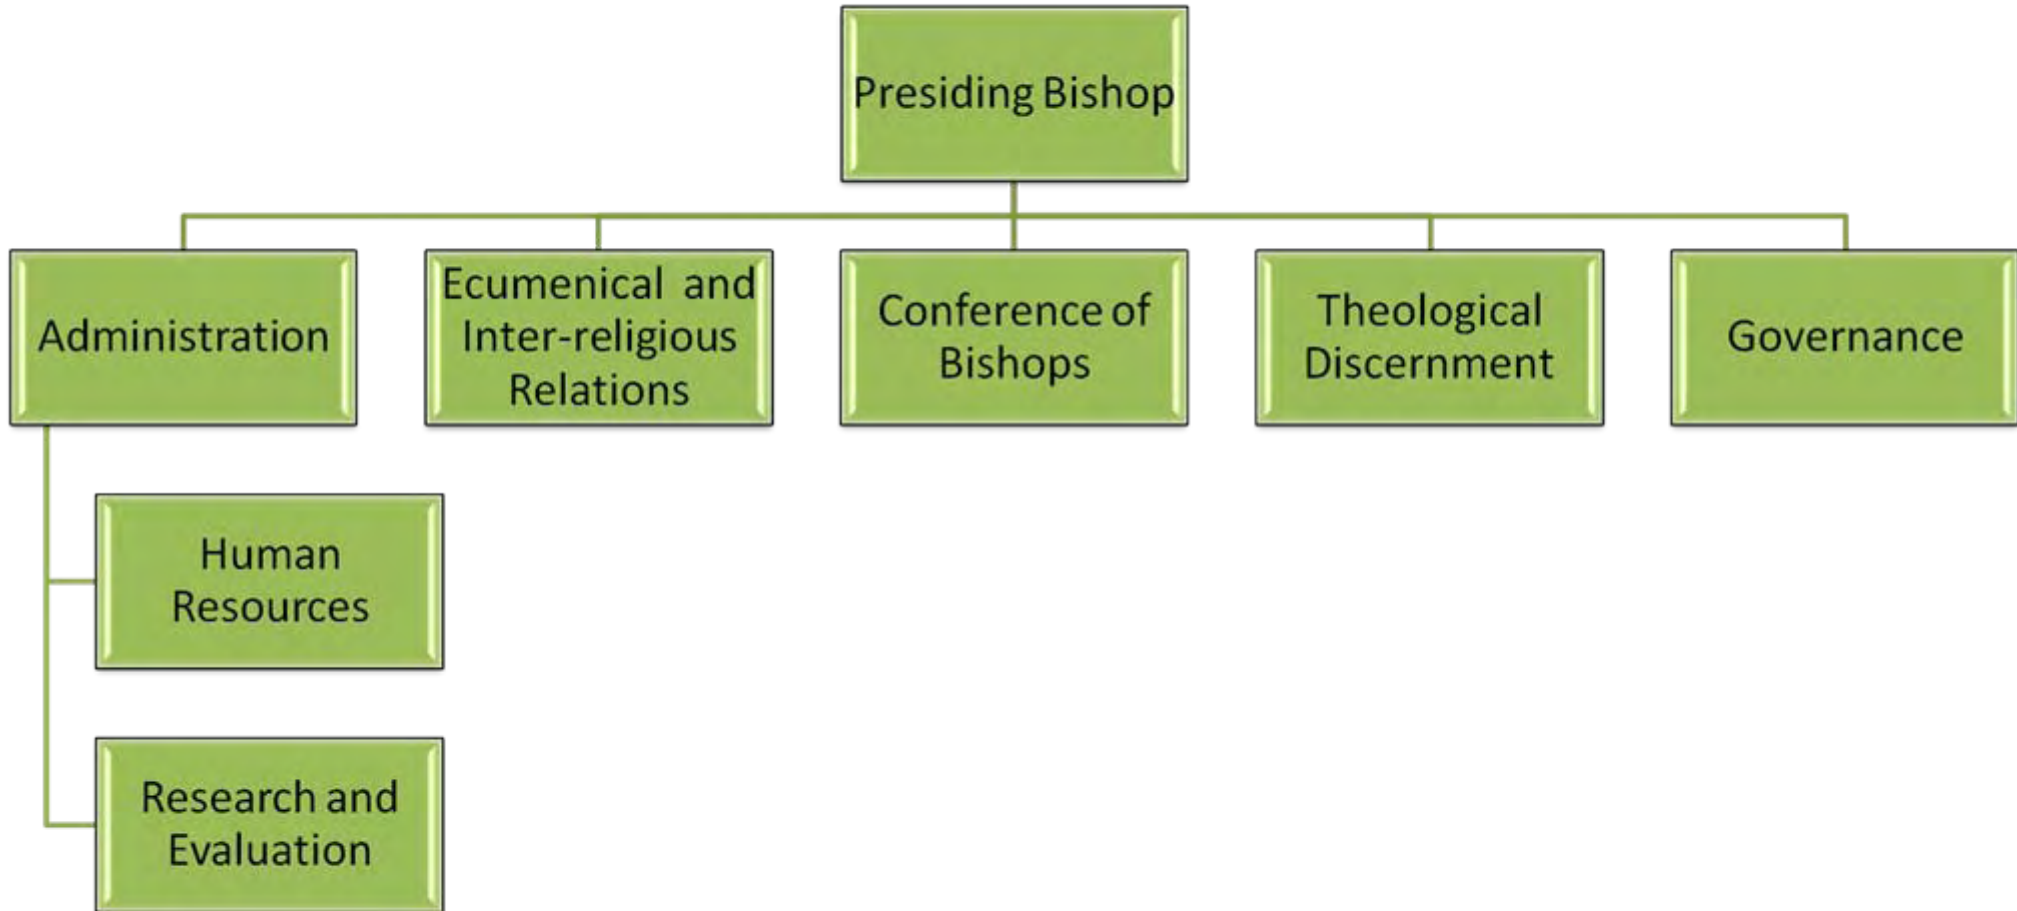 Presiding Bishop
Administration
Ecumenical and
Inter-religious
Relations
Conference of
Bishops
Theological
Discernment
Governance
Human
Resources
Research and
Evaluation